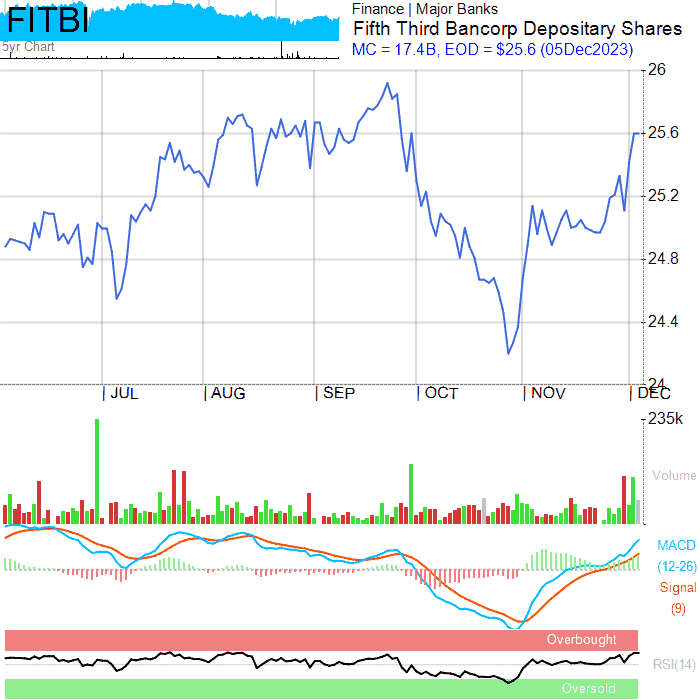 FITBI
5yr Chart
Finance | Major Banks
Fifth Third Bancorp Depositary Shares
MC = 17.4B, EOD = $25.6 (05Dec2023)
26
25.6
25.2
24.8
24.4
24
JUL AUG SEP OCT NOV DEC
235k
Volume
MACD
(12-26)
Signal
(9)
Overbought
RSI(14)
Oversold